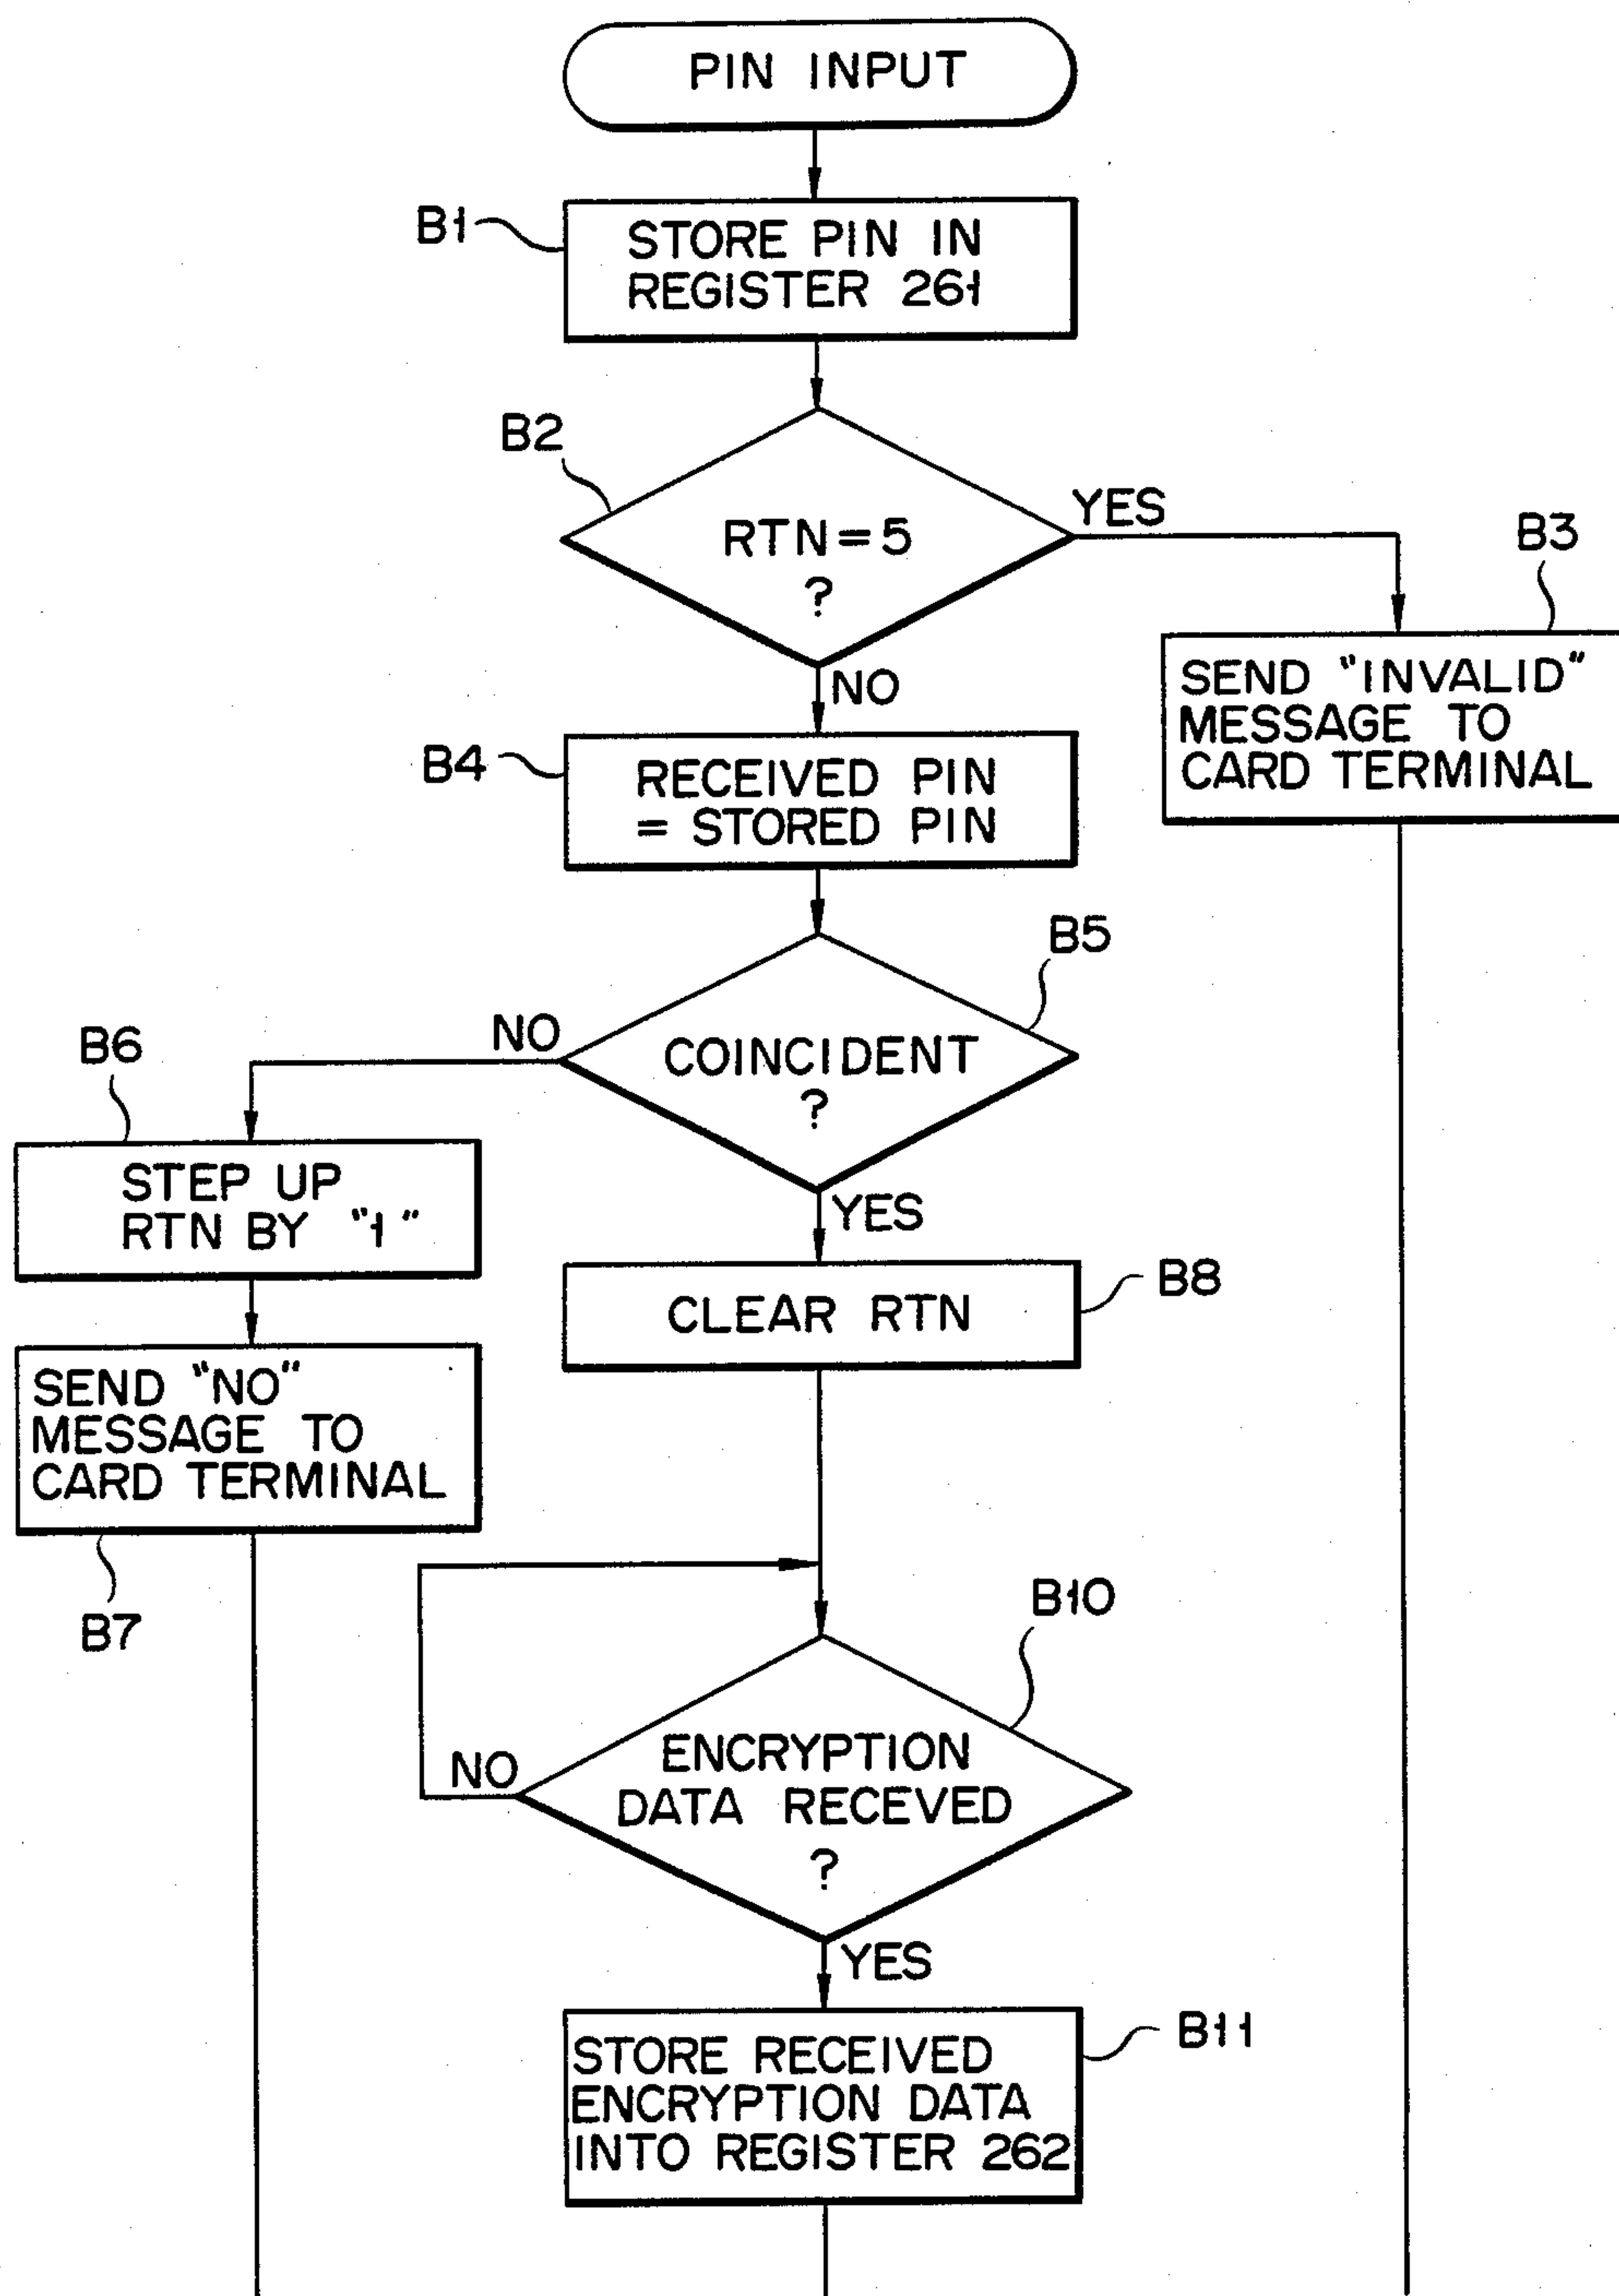 PIN INPUT
B1
STORE PIN IN
REGISTER 261
B2
RTN=5
?
YES
NO
B3
SEND "INVALID"
MESSAGE TO
CARD TERMINAL
B4
RECEIVED PIN
= STORED PIN
B5
COINCIDENT
?
NO
YES
B6
STEP UP
RTN BY "1"
B8
CLEAR RTN
SEND "NO"
MESSAGE TO
CARD TERMINAL
B7
B10
ENCRYPTION
DATA RECEVED
?
NO
YES
B11
STORE RECEIVED
ENCRYPTION DATA
INTO REGISTER 262